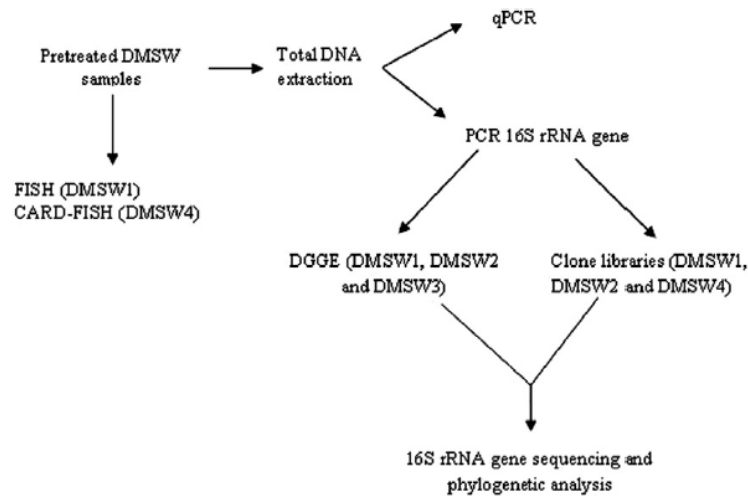 qPCR
Pretreated DMSW
samples
Total DNA
extraction
PCR 16S rRNA gene
FISH (DMSW1)
CARD-FISH (DMSW4)
DGGE (DMSW1, DMSW2
and DMSW3)
Clone libraries (DMSW1,
DMSW2 and DMSW4)
16S rRNA gene sequencing and
phylogenetic analysis